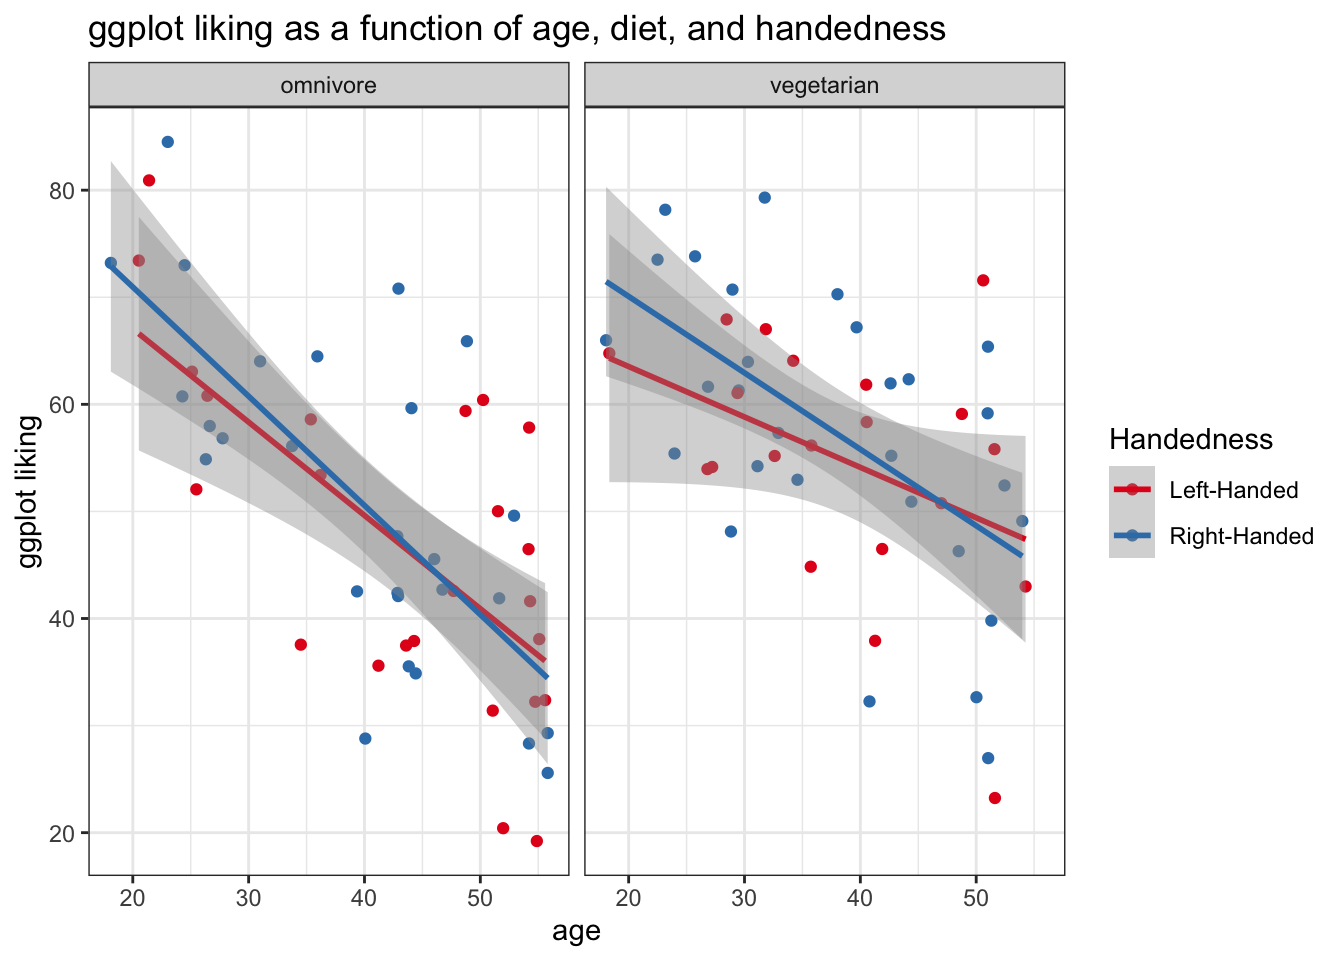 ggplot liking as a function of age, diet, and handedness
omnivore
vegetarian
80
60
40
20
ggplot liking
20 30 40 50
20 30 40 50
age
Handedness
Left-Handed
Right-Handed